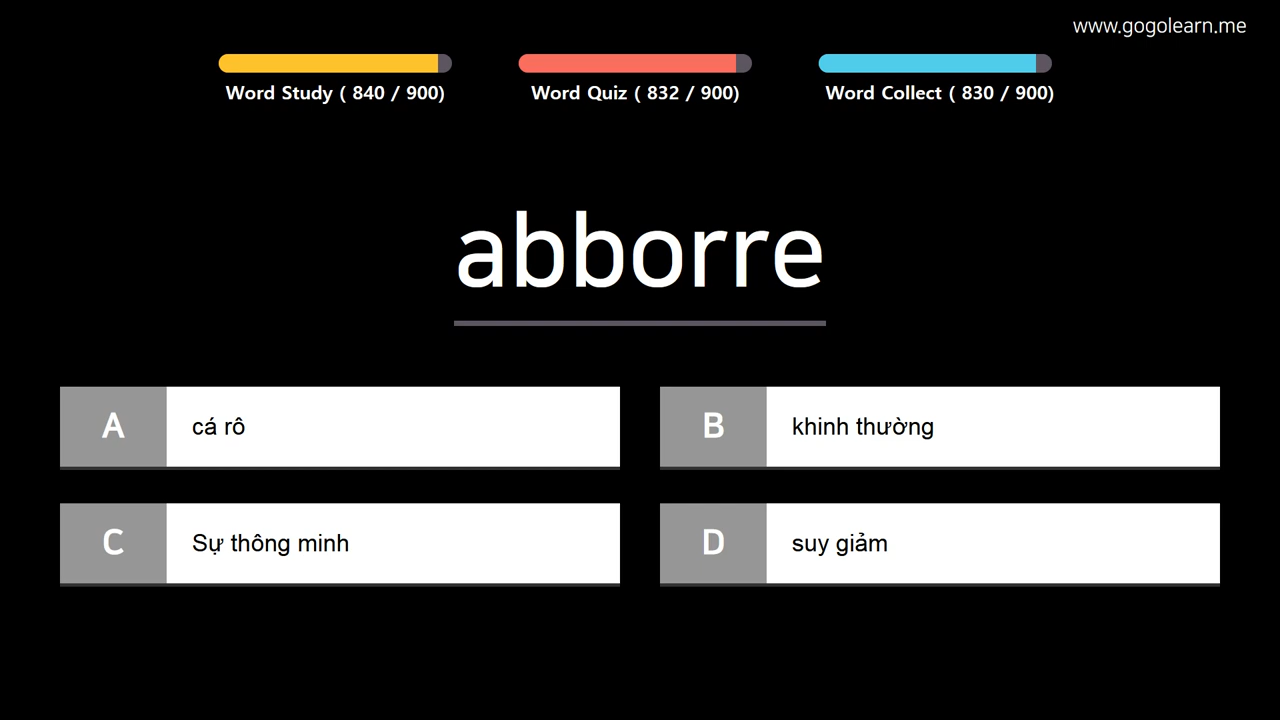 www.gogolearn.me
Word Study ( 840 / 900)
Word Quiz ( 832 / 900)
Word Collect ( 830 / 900)
abborre
A
cá rô
B
khinh thường
C
Sự thông minh
D
suy giảm